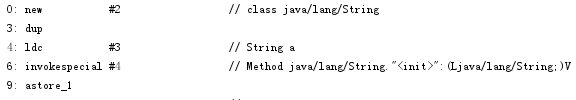 0: new #2 // class java/lang/String
3: dup
4: ldc #3 // String a
6: invokespecial #4 // Method java/lang/String."<init>":(Ljava/lang/String;)V
9: astore_1